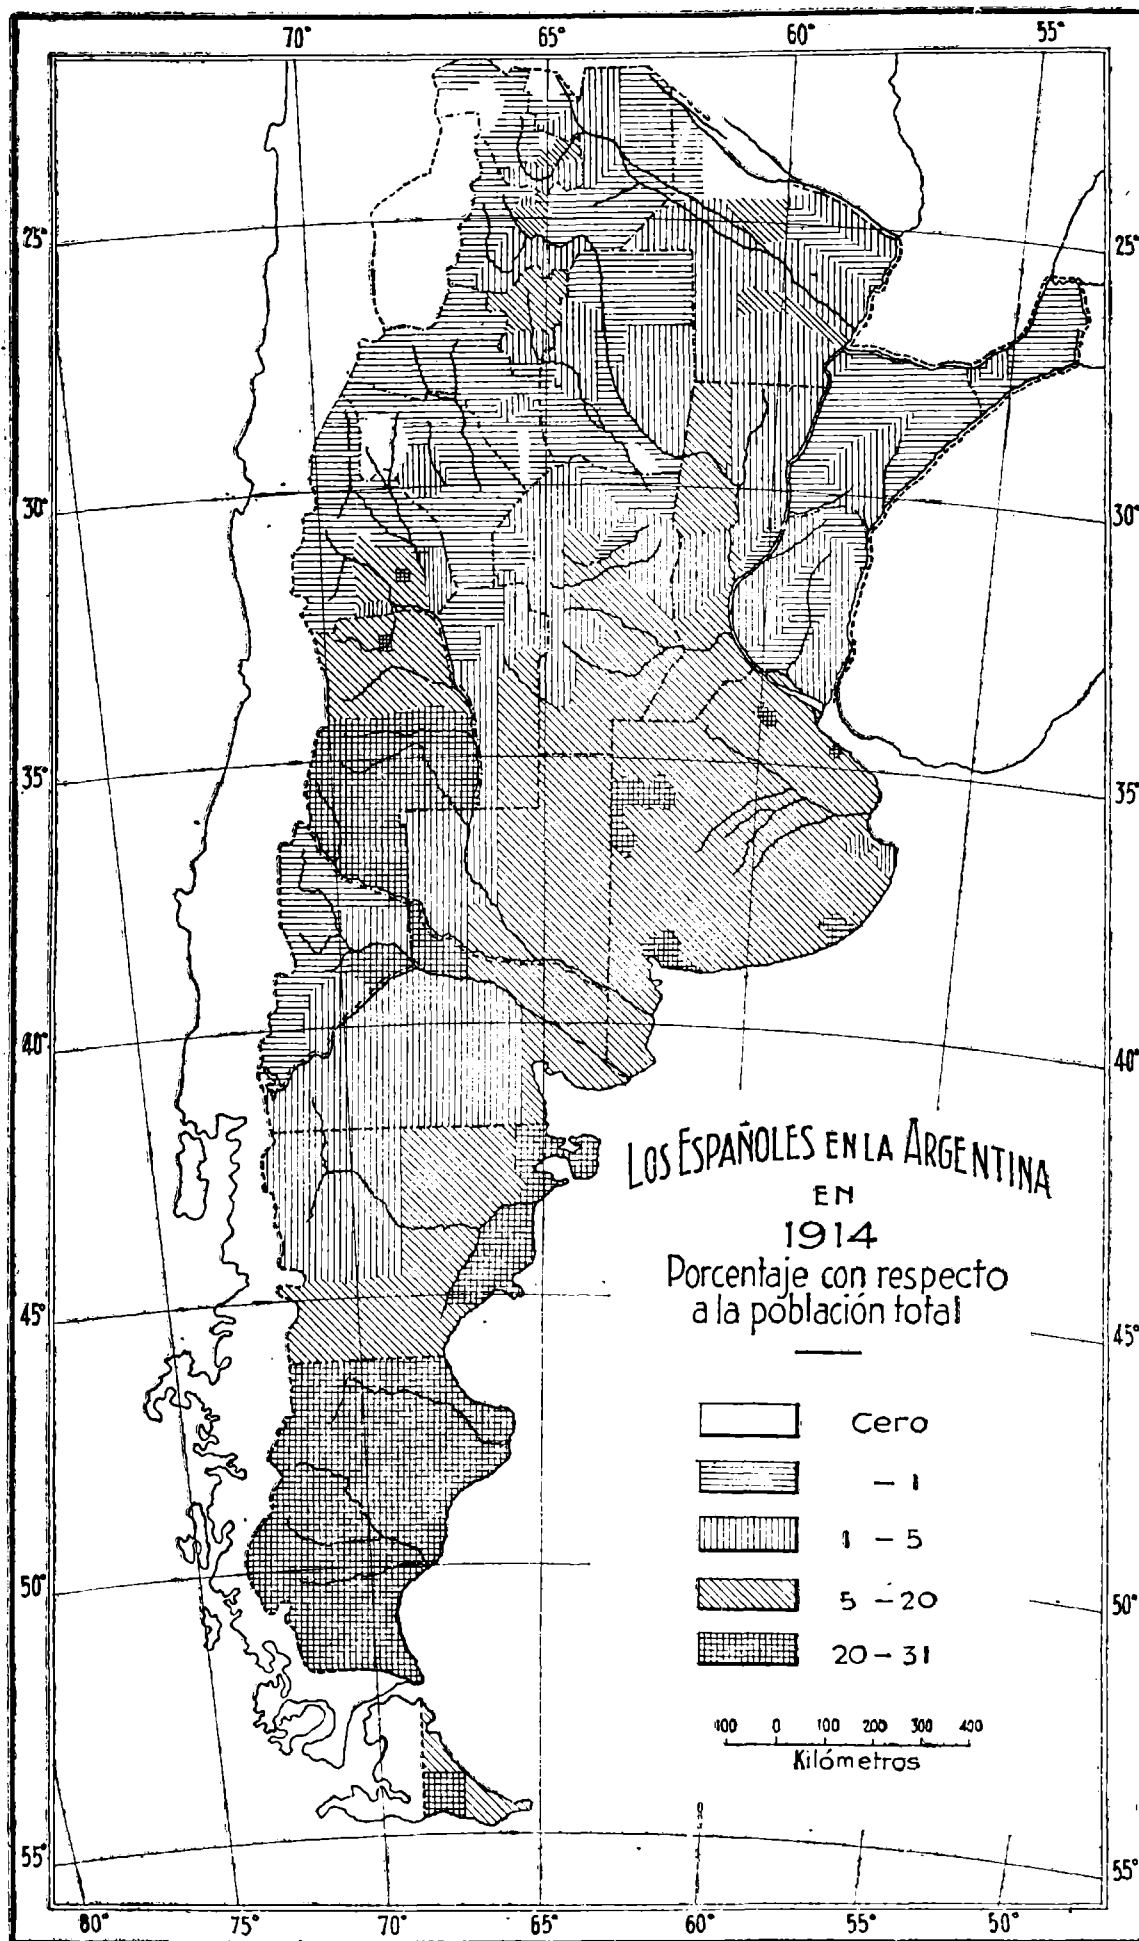 70° 65° 60° 55°
25° 25°
30° 30°
35° 35°
40° 40°
LOS ESPAÑOLES EN LA ARGENTINA
EN
1914
Porcentaje con respecto
a la población total
45° 45°
Cero
– 1
1 – 5
50° 5 – 20 50°
20 – 31
100 0 100 200 300 400
Kilómetros
55° 55°
80° 75° 70° 65° 60° 55° 50°